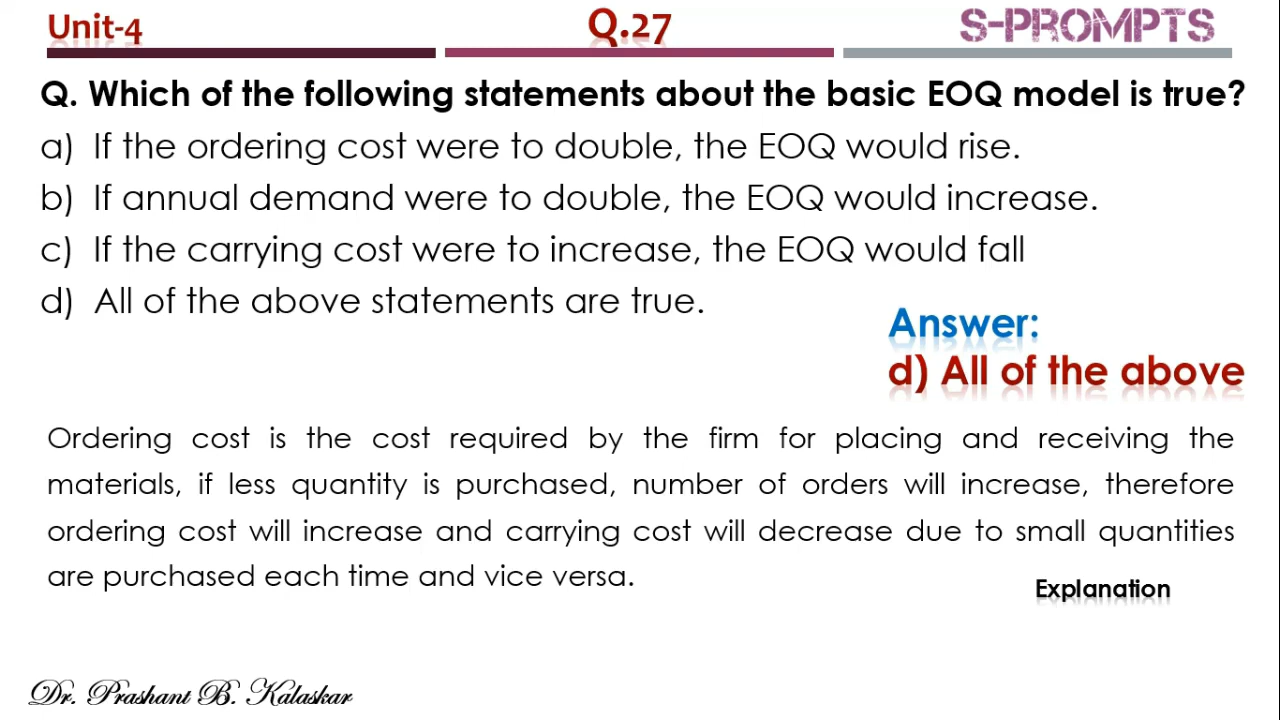 Unit-4 Q.27 S-PROMPTS
Q. Which of the following statements about the basic EOQ model is true?
a) If the ordering cost were to double, the EOQ would rise.
b) If annual demand were to double, the EOQ would increase.
c) If the carrying cost were to increase, the EOQ would fall
d) All of the above statements are true.
Answer:
d) All of the above
Ordering cost is the cost required by the firm for placing and receiving the
materials, if less quantity is purchased, number of orders will increase, therefore
ordering cost will increase and carrying cost will decrease due to small quantities
are purchased each time and vice versa.
Explanation
Dr. Prashant B. Kalaskar